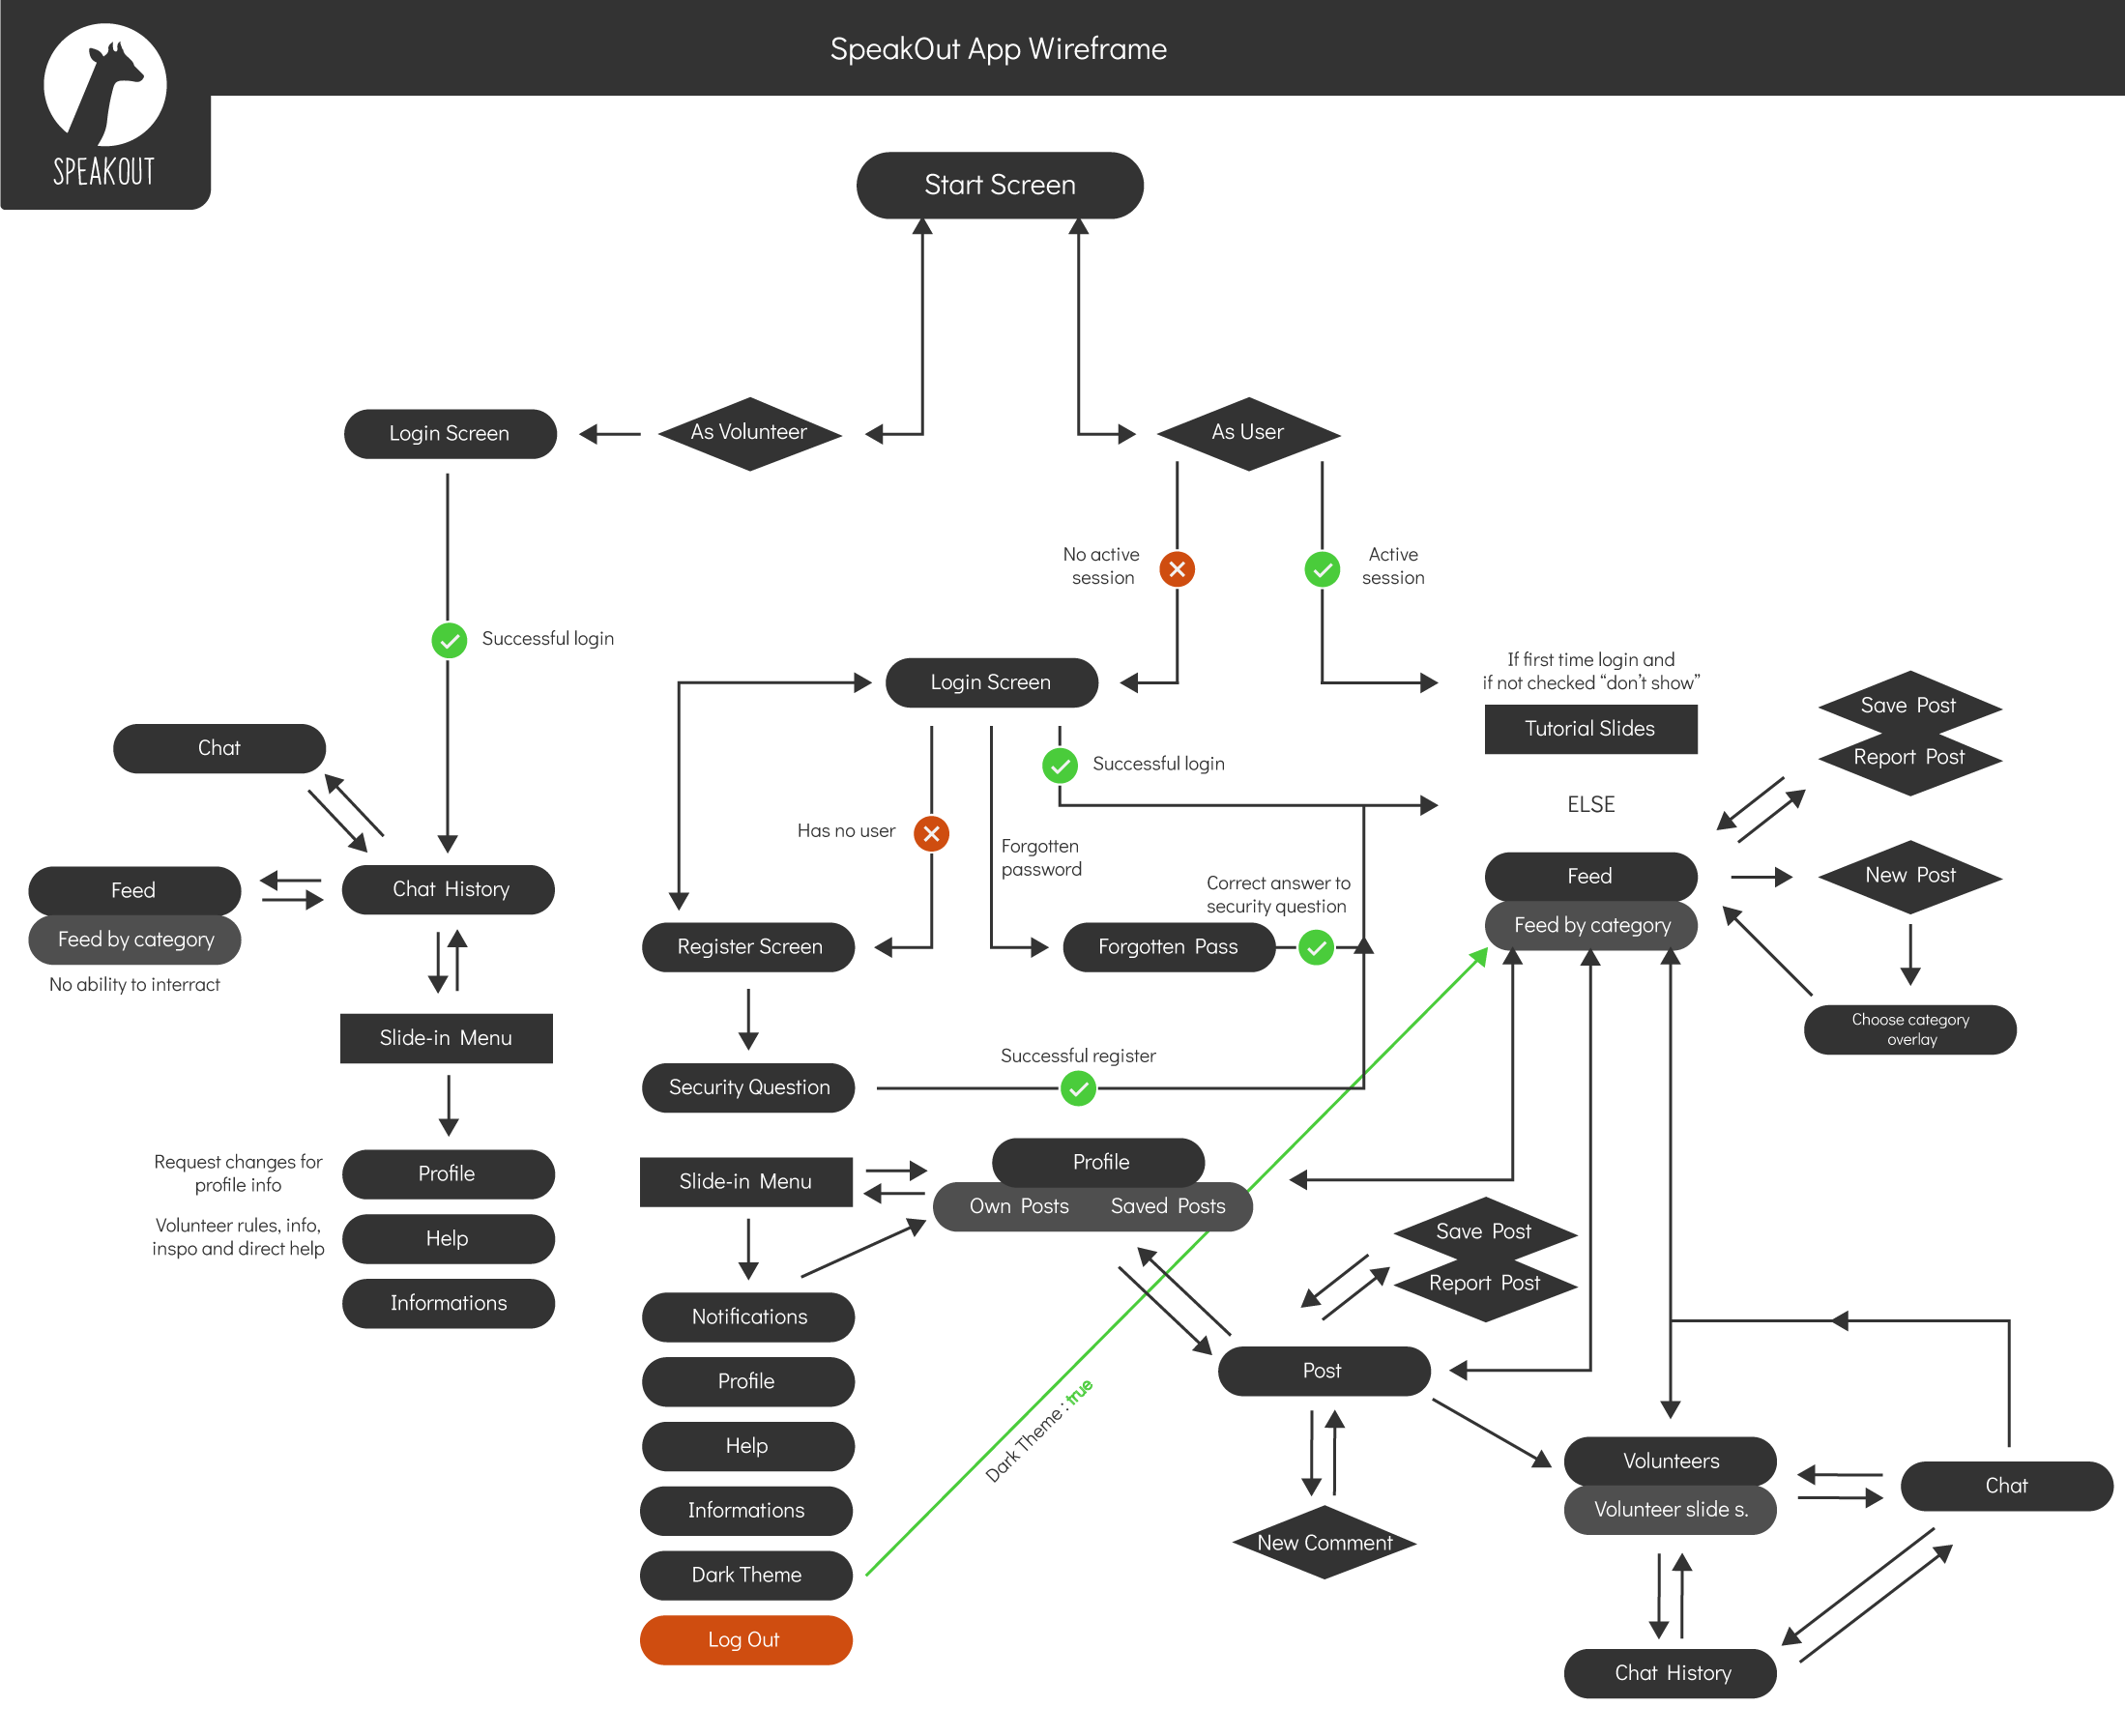 SpeakOut App Wireframe
SPEAKOUT
Start Screen
Login Screen
As Volunteer
As User
No active
session
Active
session
Successful login
If first time login and
if not checked “don’t show”
Login Screen
Tutorial Slides
Save Post
Report Post
Chat
Successful login
ELSE
Has no user
Forgotten
password
Feed
Chat History
Correct answer to
security question
Feed
New Post
Feed by category
Feed by category
No ability to interract
Register Screen
Forgotten Pass
Choose category
overlay
Slide-in Menu
Successful register
Security Question
Request changes for
profile info
Profile
Slide-in Menu
Profile
Own Posts Saved Posts
Volunteer rules, info,
inspo and direct help
Help
Save Post
Report Post
Informations
Notifications
Profile
Post
Dark Theme : true
Help
Volunteers
Volunteer slide s.
Chat
Informations
New Comment
Dark Theme
Log Out
Chat History